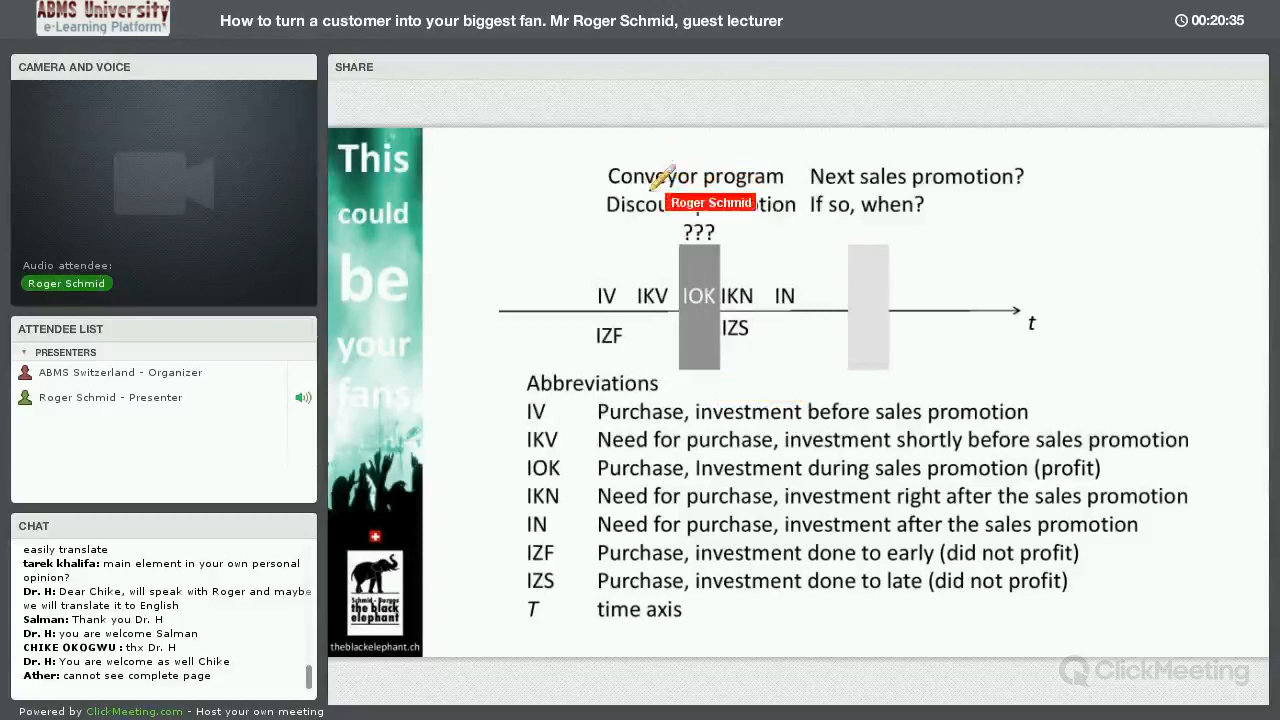 ABMS University
e-Learning Platform
How to turn a customer into your biggest fan. Mr Roger Schmid, guest lecturer
00:20:35
CAMERA AND VOICE
Audio attendee:
Roger Schmid
ATTENDEE LIST
PRESENTERS
ABMS Switzerland - Organizer
Roger Schmid - Presenter
CHAT
easily translate
tarek khalifa: main element in your own personal
opinion?
Dr. H: Dear Chike, will speak with Roger and maybe
we will translate it to English
Salman: Thank you Dr. H
Dr. H: you are welcome Salman
CHIKE OKOGWU : thx Dr. H
Dr. H: You are welcome as well Chike
Ather: cannot see complete page
Powered by ClickMeeting.com - Host your own meeting
SHARE
This
could
be
your
fans
the black
elephant
theblackelephant.ch
Conveyor program Next sales promotion?
If so, when?
Roger Schmid
???
IV IKV IOK IKN IN
IZF IZS
t
Abbreviations
IV Purchase, investment before sales promotion
IKV Need for purchase, investment shortly before sales promotion
IOK Purchase, Investment during sales promotion (profit)
IKN Need for purchase, investment right after the sales promotion
IN Need for purchase, investment after the sales promotion
IZF Purchase, investment done to early (did not profit)
IZS Purchase, investment done to late (did not profit)
T time axis
ClickMeeting